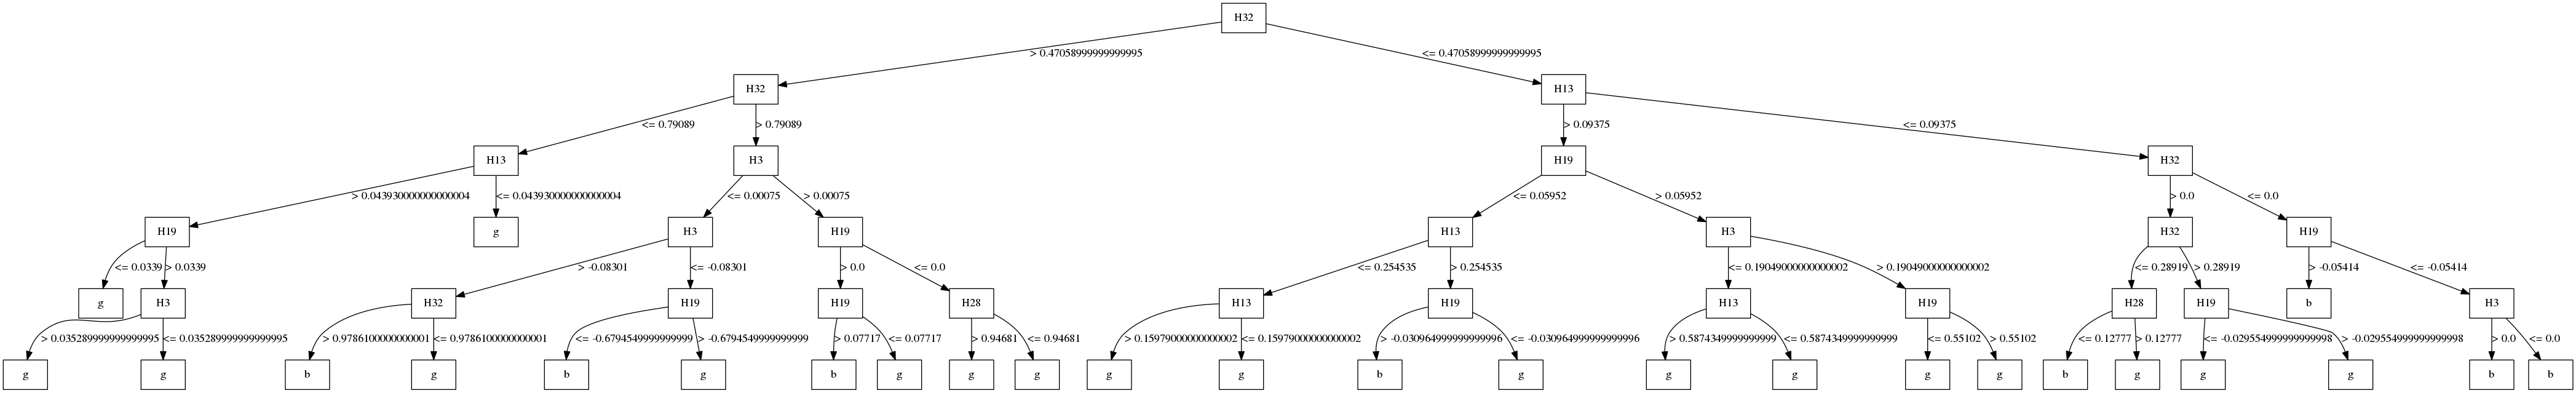 H32
> 0.47058999999999995 <= 0.47058999999999995
H32 H13
<= 0.79089 > 0.79089 > 0.09375 <= 0.09375
H13 H3 H19 H32
> 0.043930000000000004 <= 0.043930000000000004 <= 0.00075 > 0.00075 <= 0.05952 > 0.05952 > 0.0 <= 0.0
H19 g H3 H19 H13 H3 H32 H19
<= 0.0339 > 0.0339 > -0.08301 <= -0.08301 > 0.0 <= 0.0 <= 0.254535 > 0.254535 <= 0.19049000000000002 > 0.19049000000000002 <= 0.28919 > 0.28919 > -0.05414 <= -0.05414
g H3 H32 H19 H19 H28 H13 H19 H13 H19 H28 H19 b H3
> 0.035289999999999995 <= 0.035289999999999995 > 0.9786100000000001 <= 0.9786100000000001 <= -0.6794549999999999 > -0.6794549999999999 > 0.07717 <= 0.07717 > 0.94681 <= 0.94681 > 0.15979000000000002 <= 0.15979000000000002 > -0.030964999999999996 <= -0.030964999999999996 > 0.5874349999999999 <= 0.5874349999999999 <= 0.55102 > 0.55102 <= 0.12777 > 0.12777 <= -0.029554999999999998 > -0.029554999999999998 > 0.0 <= 0.0
g g b g b g b g g g g g b g g g g g b g g g b b